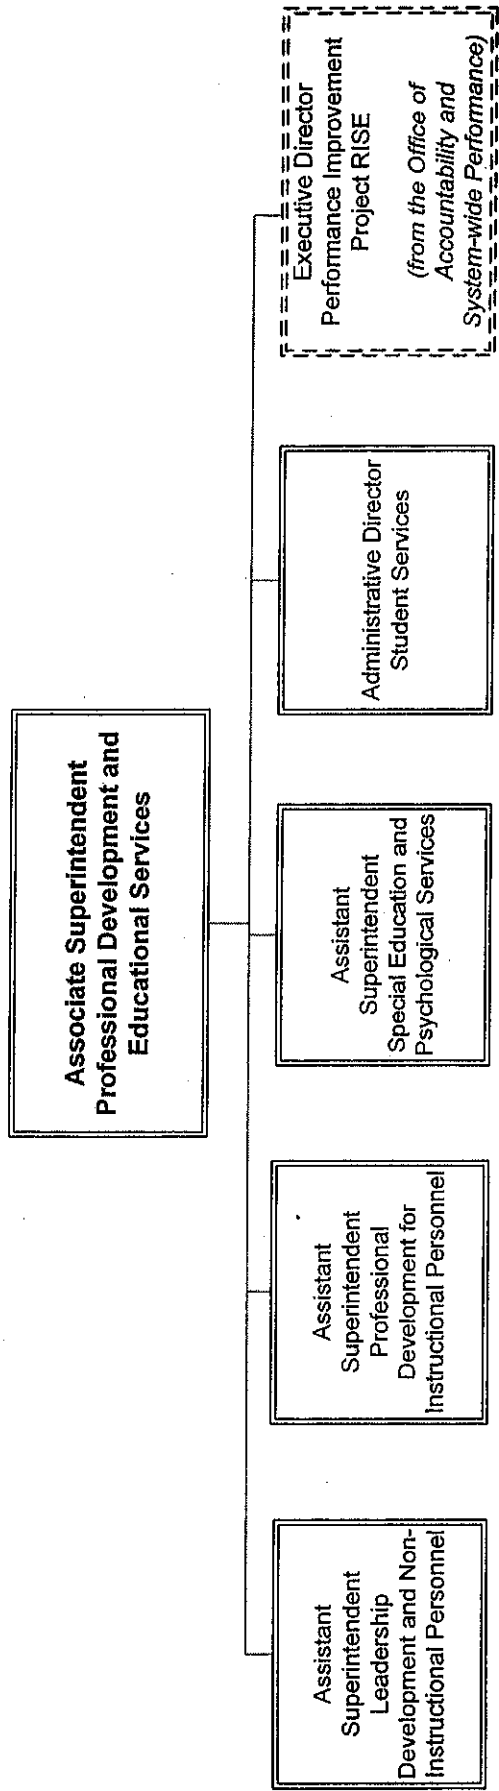 Associate Superintendent
Professional Development and
Educational Services
Assistant
Superintendent
Leadership
Development and Non-
Instructional Personnel
Assistant
Superintendent
Professional
Development for
Instructional Personnel
Assistant
Superintendent
Special Education and
Psychological Services
Administrative Director
Student Services
Executive Director
Performance Improvement
Project RISE
(from the Office of
Accountability and
System-wide Performance)